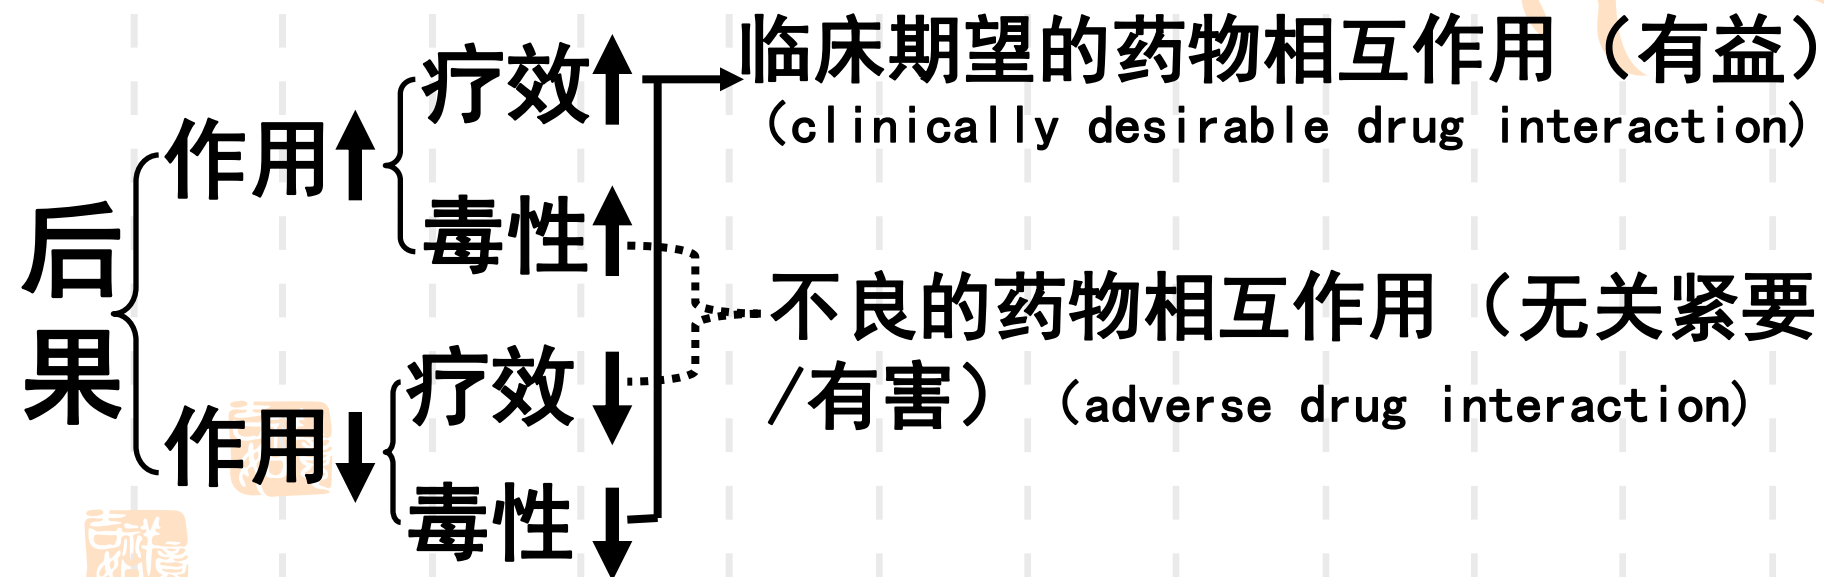 后果
作用↑
疗效↑
毒性↑
作用↓
疗效↓
毒性↓
临床期望的药物相互作用（有益）
（clinically desirable drug interaction）
不良的药物相互作用（无关紧要
/有害）（adverse drug interaction）